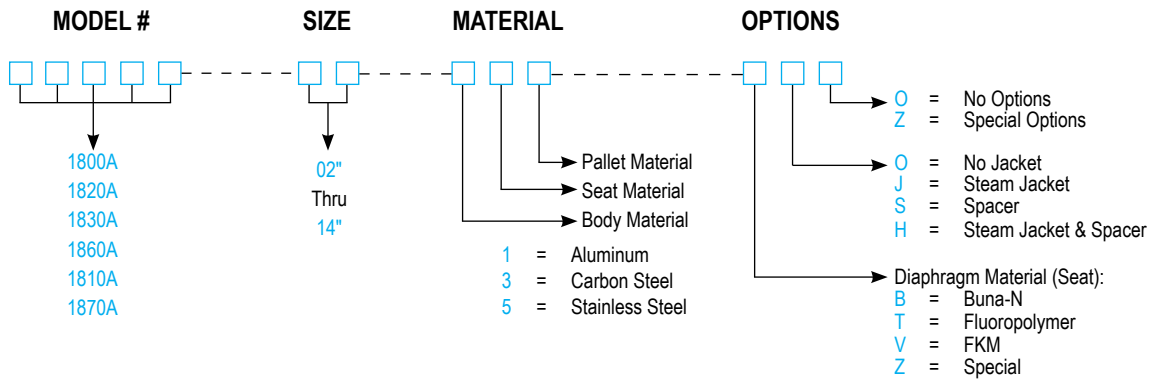 MODEL # SIZE MATERIAL OPTIONS
1800A
1820A
1830A
1860A
1810A
1870A
02"
Thru
14"
Pallet Material
Seat Material
Body Material
1 = Aluminum
3 = Carbon Steel
5 = Stainless Steel
O = No Options
Z = Special Options
O = No Jacket
J = Steam Jacket
S = Spacer
H = Steam Jacket & Spacer
Diaphragm Material (Seat):
B = Buna-N
T = Fluoropolymer
V = FKM
Z = Special